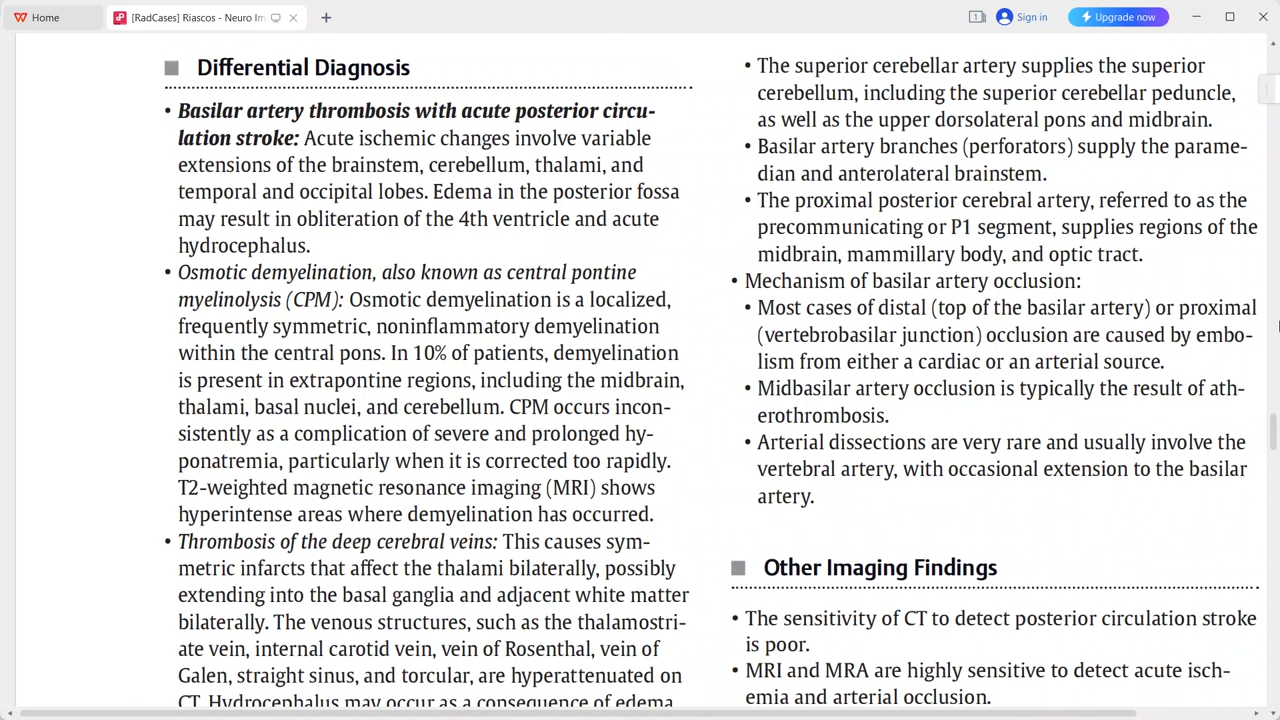 Home
[RadCases] Riascos - Neuro Im
1
Sign in
Upgrade now
Differential Diagnosis
• Basilar artery thrombosis with acute posterior circu-
lation stroke: Acute ischemic changes involve variable
extensions of the brainstem, cerebellum, thalami, and
temporal and occipital lobes. Edema in the posterior fossa
may result in obliteration of the 4th ventricle and acute
hydrocephalus.
• Osmotic demyelination, also known as central pontine
myelinolysis (CPM): Osmotic demyelination is a localized,
frequently symmetric, noninflammatory demyelination
within the central pons. In 10% of patients, demyelination
is present in extrapontine regions, including the midbrain,
thalami, basal nuclei, and cerebellum. CPM occurs incon-
sistently as a complication of severe and prolonged hy-
ponatremia, particularly when it is corrected too rapidly.
T2-weighted magnetic resonance imaging (MRI) shows
hyperintense areas where demyelination has occurred.
• Thrombosis of the deep cerebral veins: This causes sym-
metric infarcts that affect the thalami bilaterally, possibly
extending into the basal ganglia and adjacent white matter
bilaterally. The venous structures, such as the thalamostri-
ate vein, internal carotid vein, vein of Rosenthal, vein of
Galen, straight sinus, and torcular, are hyperattenuated on
CT. Hydrocephalus may occur as a consequence of edema
• The superior cerebellar artery supplies the superior
cerebellum, including the superior cerebellar peduncle,
as well as the upper dorsolateral pons and midbrain.
• Basilar artery branches (perforators) supply the parame-
dian and anterolateral brainstem.
• The proximal posterior cerebral artery, referred to as the
precommunicating or P1 segment, supplies regions of the
midbrain, mammillary body, and optic tract.
• Mechanism of basilar artery occlusion:
• Most cases of distal (top of the basilar artery) or proximal
(vertebrobasilar junction) occlusion are caused by embo-
lism from either a cardiac or an arterial source.
• Midbasilar artery occlusion is typically the result of ath-
erothrombosis.
• Arterial dissections are very rare and usually involve the
vertebral artery, with occasional extension to the basilar
artery.
Other Imaging Findings
• The sensitivity of CT to detect posterior circulation stroke
is poor.
• MRI and MRA are highly sensitive to detect acute isch-
emia and arterial occlusion.